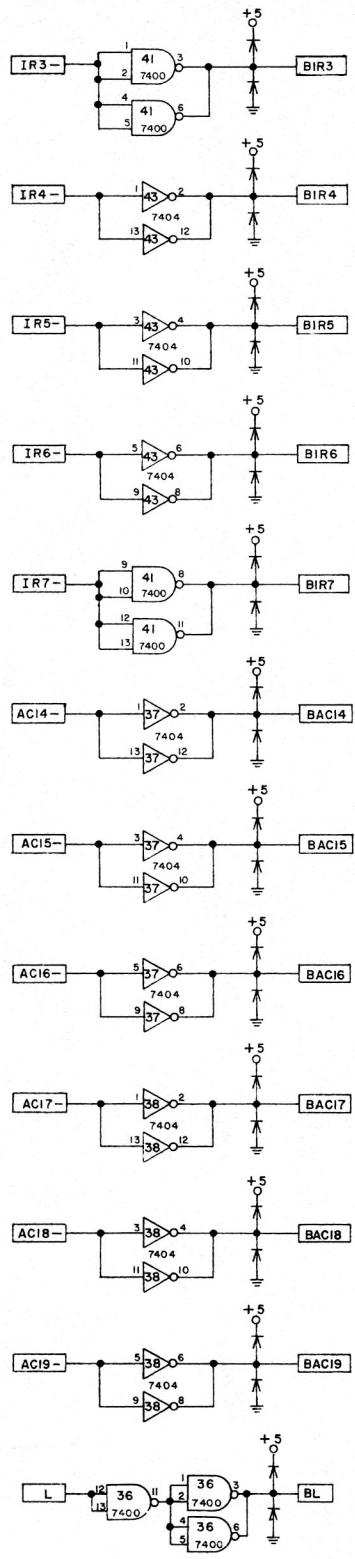 +5
1 41 3
IR3- 2 7400 BIR3
4 41 6
5 7400
+5
IR4- 1 43 2 BIR4
7404
13 43 12
+5
IR5- 3 43 4 BIR5
7404
11 43 10
+5
IR6- 5 43 6 BIR6
7404
9 43 8
+5
9 41 8
IR7- 10 7400 BIR7
12 41 11
13 7400
+5
AC14- 1 37 2 BAC14
7404
13 37 12
+5
AC15- 3 37 4 BAC15
7404
11 37 10
+5
AC16- 5 37 6 BAC16
7404
9 37 8
+5
AC17- 1 38 2 BAC17
7404
13 38 12
+5
AC18- 3 38 4 BAC18
7404
11 38 10
+5
AC19- 5 38 6 BAC19
7404
9 38 8
+5
L 12 36 11 1 36 3 BL
13 7400 2 7400
4 36 6
5 7400